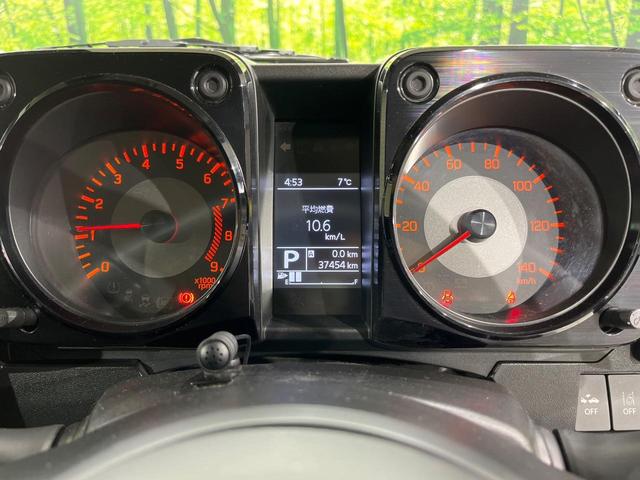 0 1 2 3 4 5 6 7 8 9
x1000
rpm
4:53 7℃
平均燃費
10.6
km/L
P A 0.0 km
37454 km
F
0 20 40 60 80 100 120 140
km/h
OFF OFF